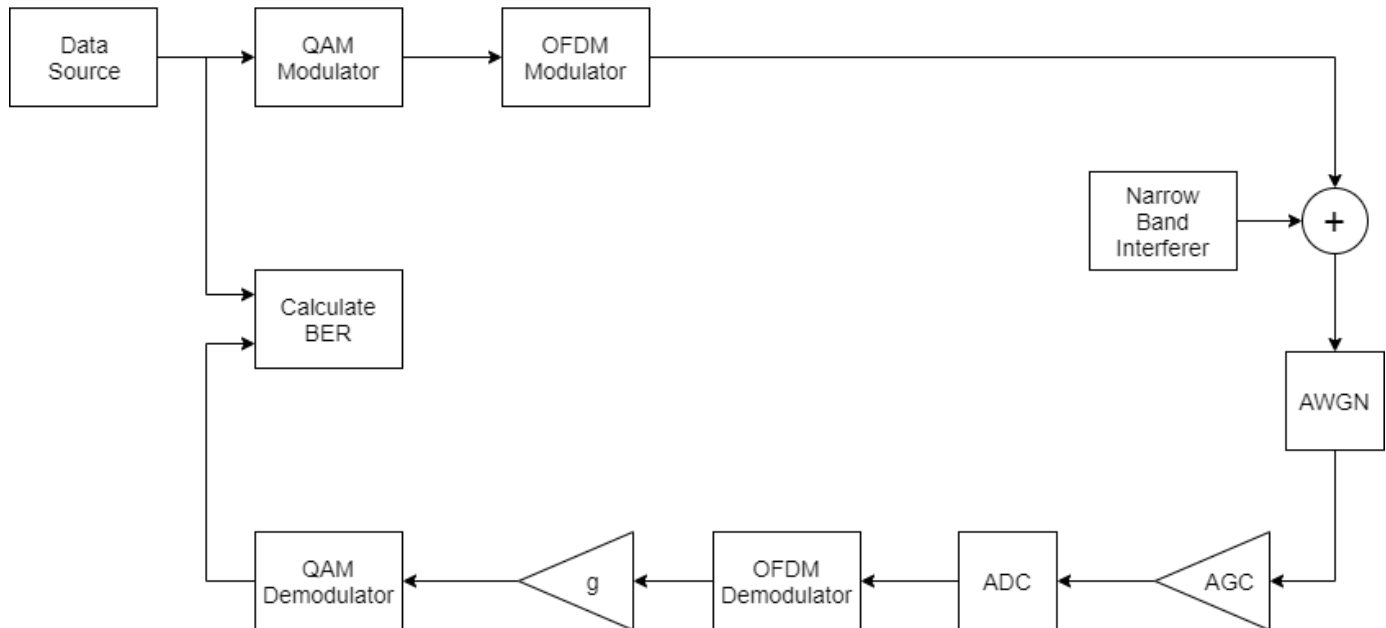 Data
Source
QAM
Modulator
OFDM
Modulator
Narrow
Band
Interferer
+
Calculate
BER
AWGN
QAM
Demodulator
g
OFDM
Demodulator
ADC
AGC